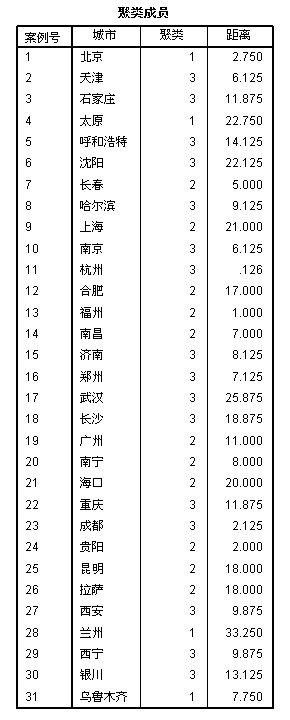 聚类成员
案例号 城市 聚类 距离
1 北京 1 2.750
2 天津 3 6.125
3 石家庄 3 11.875
4 太原 1 22.750
5 呼和浩特 3 14.125
6 沈阳 3 22.125
7 长春 2 5.000
8 哈尔滨 3 9.125
9 上海 2 21.000
10 南京 3 6.125
11 杭州 3 .126
12 合肥 2 17.000
13 福州 2 1.000
14 南昌 2 7.000
15 济南 3 8.125
16 郑州 3 7.125
17 武汉 3 25.875
18 长沙 3 18.875
19 广州 2 11.000
20 南宁 2 8.000
21 海口 2 20.000
22 重庆 3 11.875
23 成都 3 2.125
24 贵阳 2 2.000
25 昆明 2 18.000
26 拉萨 2 18.000
27 西安 3 9.875
28 兰州 1 33.250
29 西宁 3 9.875
30 银川 3 13.125
31 乌鲁木齐 1 7.750